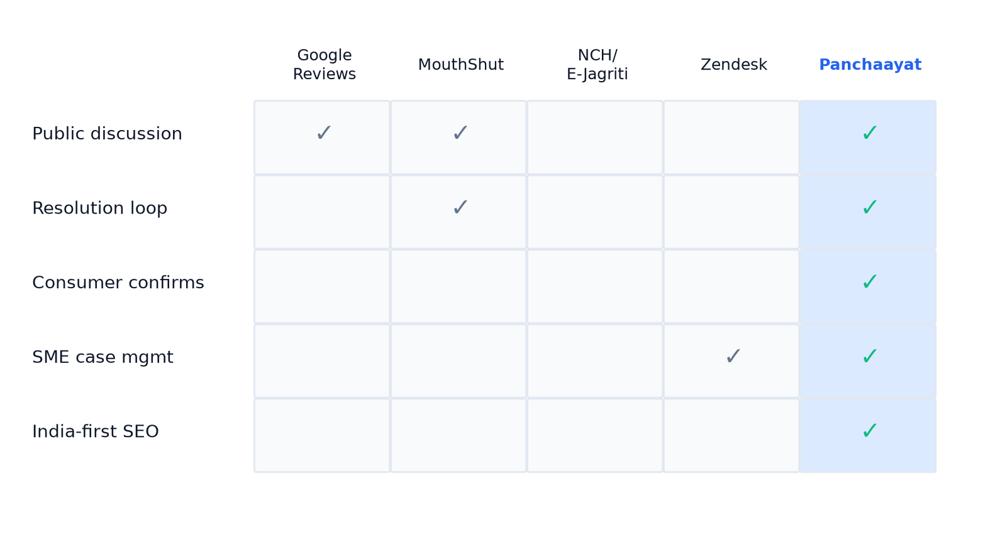 Google
Reviews
MouthShut
NCH/
E-Jagriti
Zendesk
Panchaayat
Public discussion ✓ ✓ ✓
Resolution loop ✓ ✓
Consumer confirms ✓
SME case mgmt ✓ ✓
India-first SEO ✓